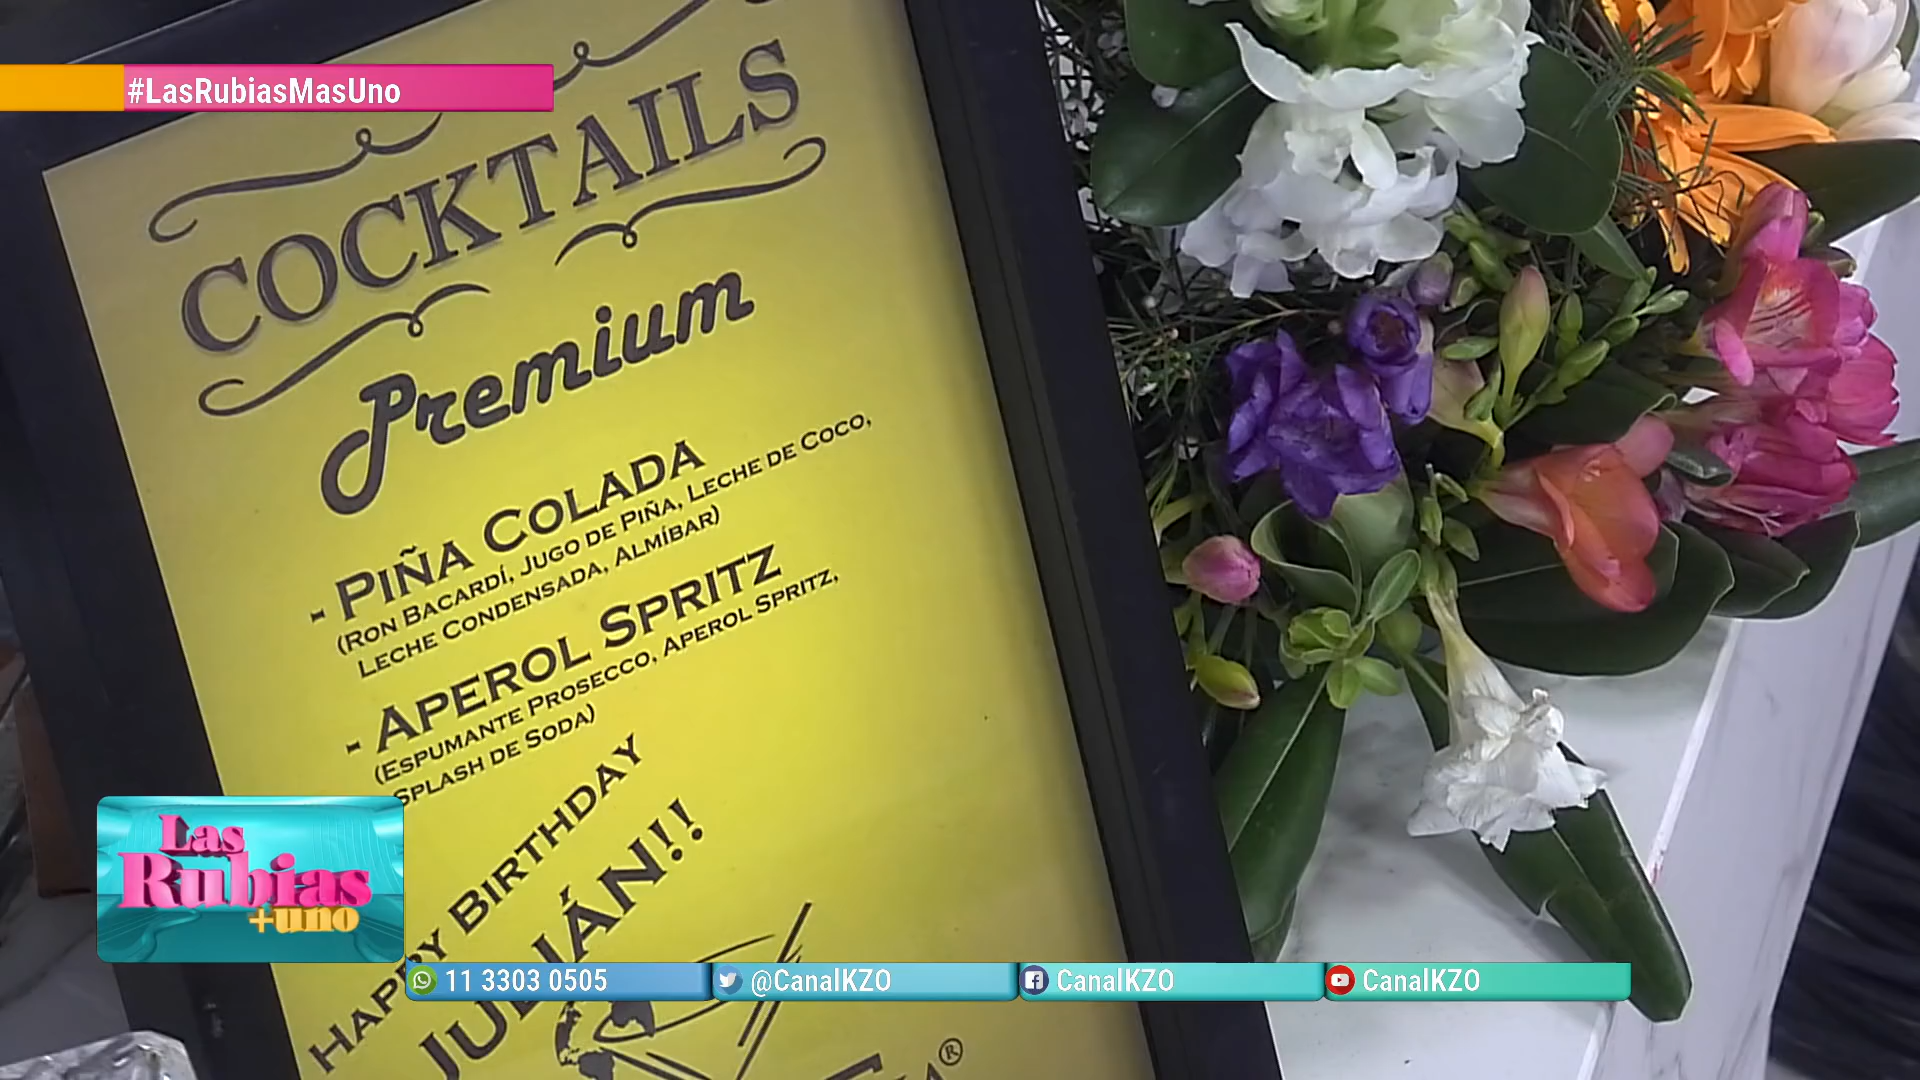 #LasRubiasMasUno
COCKTAILS
Premium
- PIÑA COLADA
(RON BACARDÍ, JUGO DE PIÑA, LECHE DE COCO,
LECHE CONDENSADA, ALMÍBAR)
- APEROL SPRITZ
(ESPUMANTE PROSECCO, APEROL SPRITZ,
SPLASH DE SODA)
HAPPY BIRTHDAY
JULIÁN!!
®
Las
Rubias
+uno
11 3303 0505
@CanalKZO
CanalKZO
CanalKZO